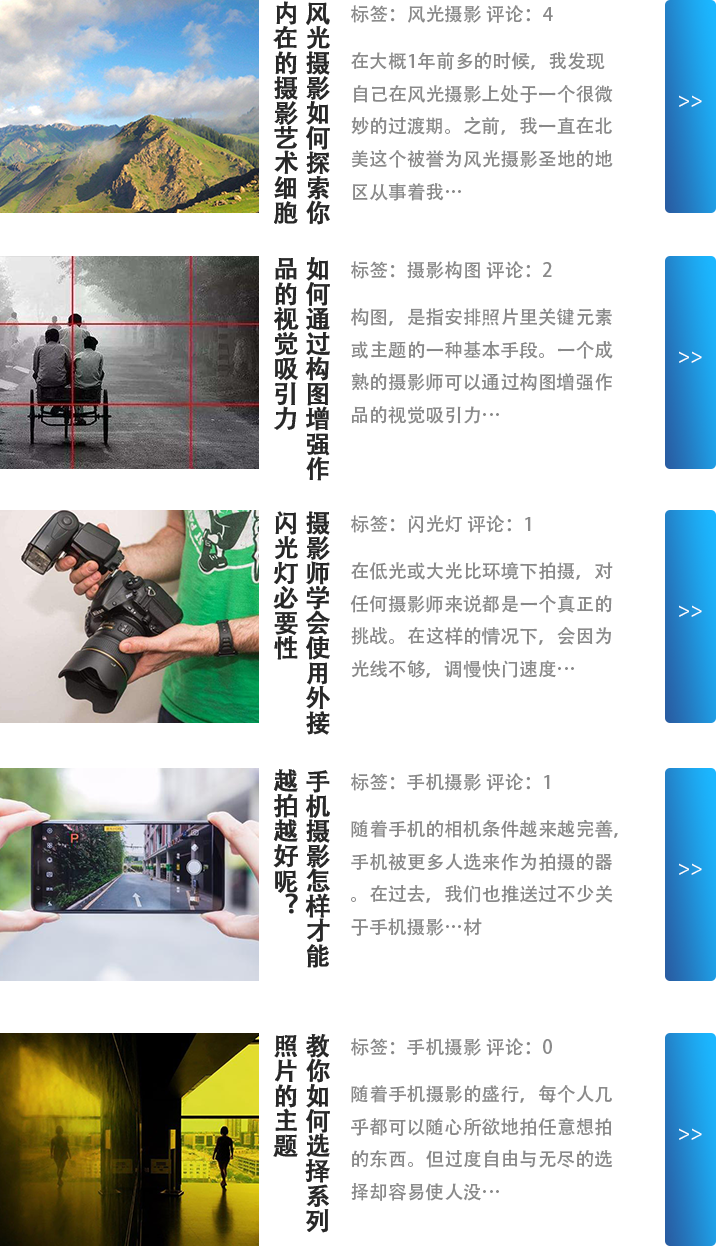 风光摄影如何探索你
内在的摄影艺术细胞
标签：风光摄影 评论：4
在大概1年前多的时候，我发现
自己在风光摄影上处于一个很微
妙的过渡期。之前，我一直在北
美这个被誉为风光摄影圣地的地
区从事着我…
>>
如何通过构图增强作
品的视觉吸引力
标签：摄影构图 评论：2
构图，是指安排照片里关键元素
或主题的一种基本手段。一个成
熟的摄影师可以通过构图增强作
品的视觉吸引力…
>>
摄影师学会使用外接
闪光灯必要性
标签：闪光灯 评论：1
在低光或大光比环境下拍摄，对
任何摄影师来说都是一个真正的
挑战。在这样的情况下，会因为
光线不够，调慢快门速度…
>>
手机摄影怎样才能
越拍越好呢？
标签：手机摄影 评论：1
随着手机的相机条件越来越完善，
手机被更多人选来作为拍摄的器
。在过去，我们也推送过不少关
于手机摄影…材
>>
P
教你如何选择系列
照片的主题
标签：手机摄影 评论：0
随着手机摄影的盛行，每个人几
乎都可以随心所欲地拍任意想拍
的东西。但过度自由与无尽的选
择却容易使人没…
>>